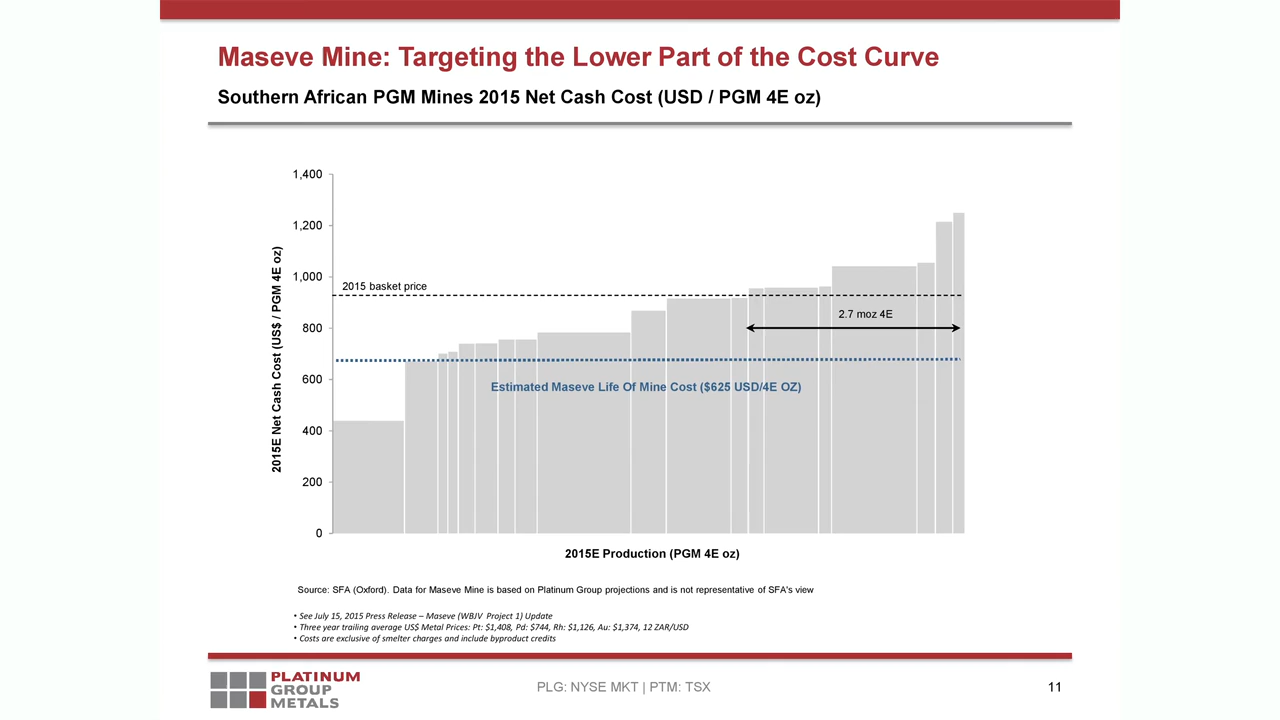 Maseve Mine: Targeting the Lower Part of the Cost Curve
Southern African PGM Mines 2015 Net Cash Cost (USD / PGM 4E oz)
2015E Net Cash Cost (US$ / PGM 4E oz)
1,400
1,200
1,000
800
600
400
200
0
2015 basket price
2.7 moz 4E
Estimated Maseve Life Of Mine Cost ($625 USD/4E OZ)
2015E Production (PGM 4E oz)
Source: SFA (Oxford). Data for Maseve Mine is based on Platinum Group projections and is not representative of SFA's view
• See July 15, 2015 Press Release – Maseve (WBJV Project 1) Update
• Three year trailing average US$ Metal Prices: Pt: $1,408, Pd: $744, Rh: $1,126, Au: $1,374, 12 ZAR/USD
• Costs are exclusive of smelter charges and include byproduct credits
PLATINUM
GROUP
METALS
PLG: NYSE MKT | PTM: TSX
11